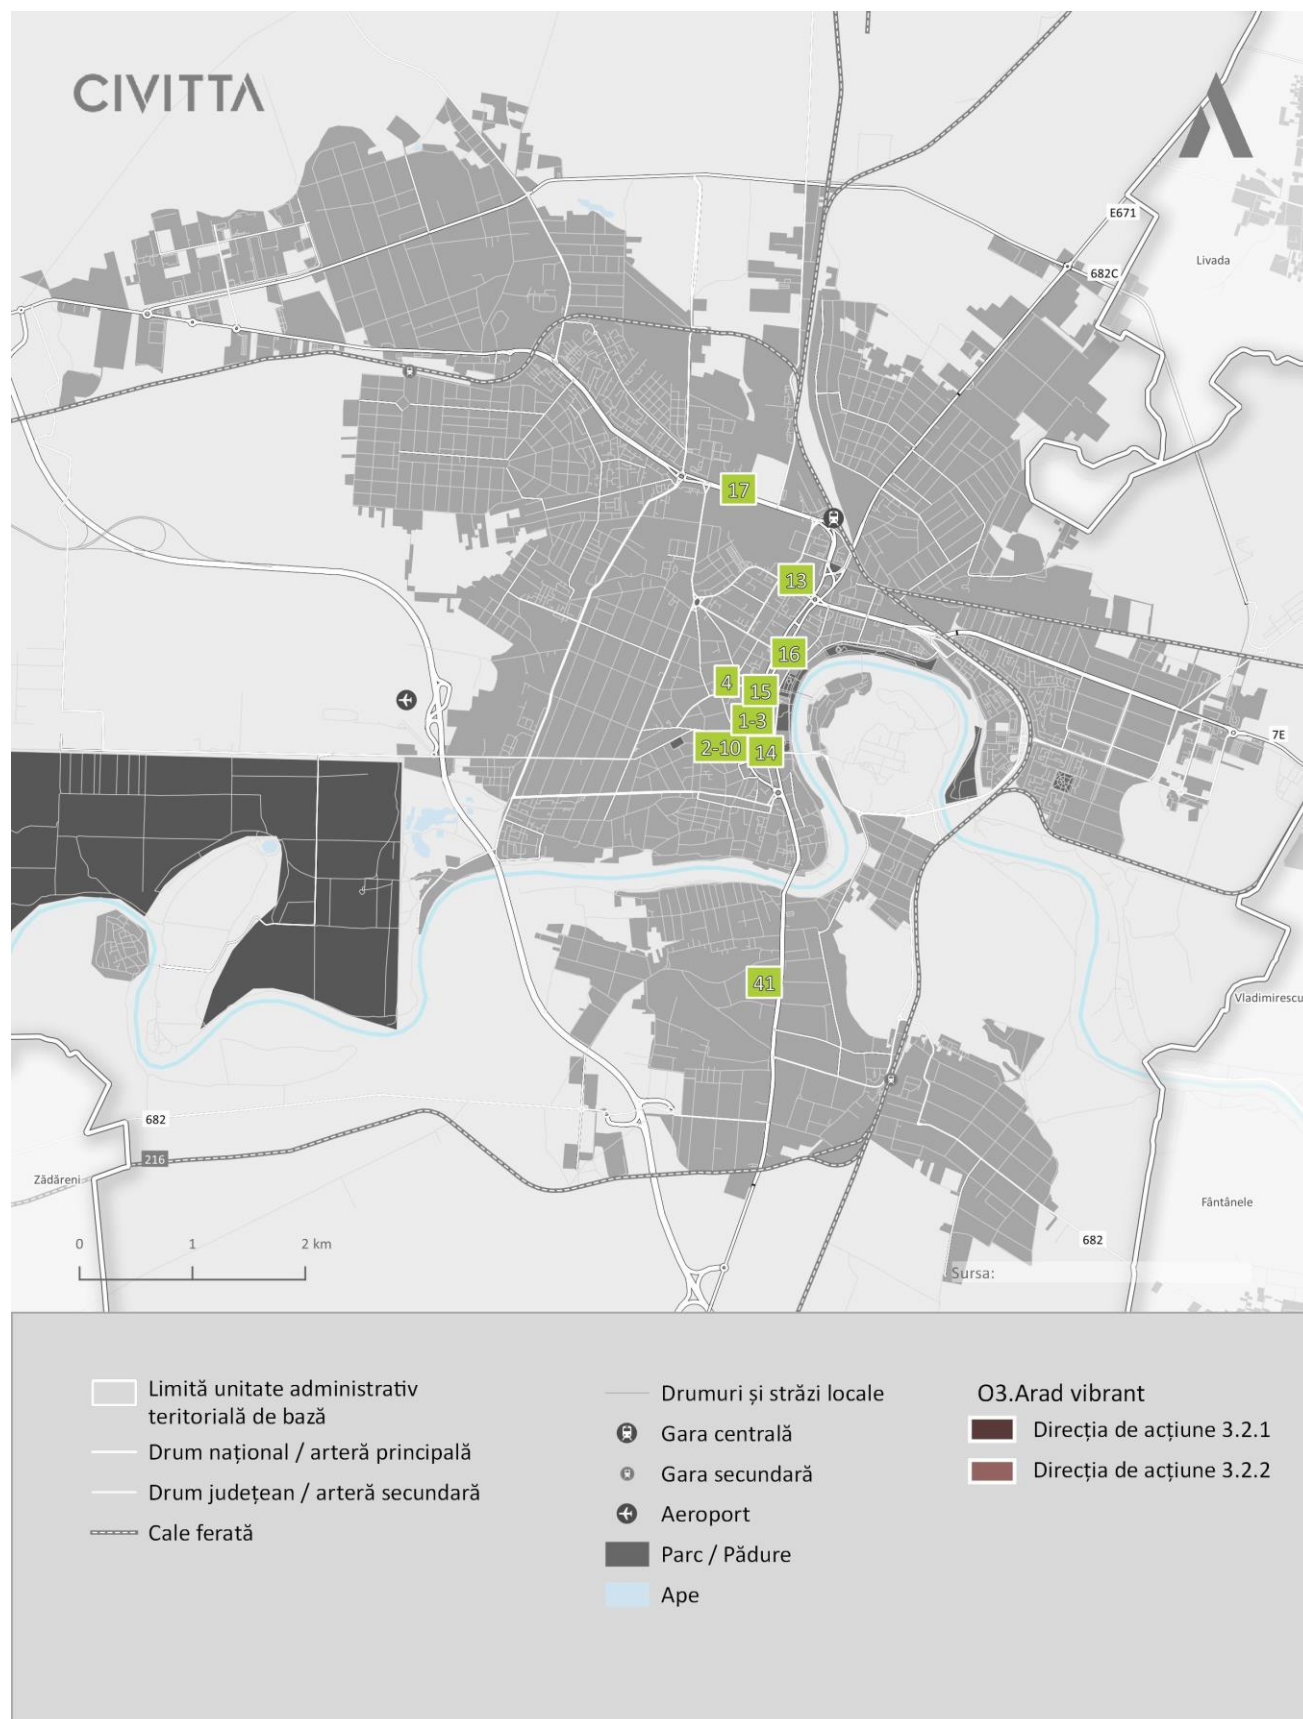 CIVITTA
E671
Livada
682C
17
13
16
4
15
1-3
2-10
14
7E
41
Vladimirescu
682
216
Zădăreni
Fântânele
682
0 1 2 km
Sursa:
Limită unitate administrativ
teritorială de bază
Drum național / arteră principală
Drum județean / arteră secundară
Cale ferată
Drumuri și străzi locale
Gara centrală
Gara secundară
Aeroport
Parc / Pădure
Ape
O3.Arad vibrant
Direcția de acțiune 3.2.1
Direcția de acțiune 3.2.2